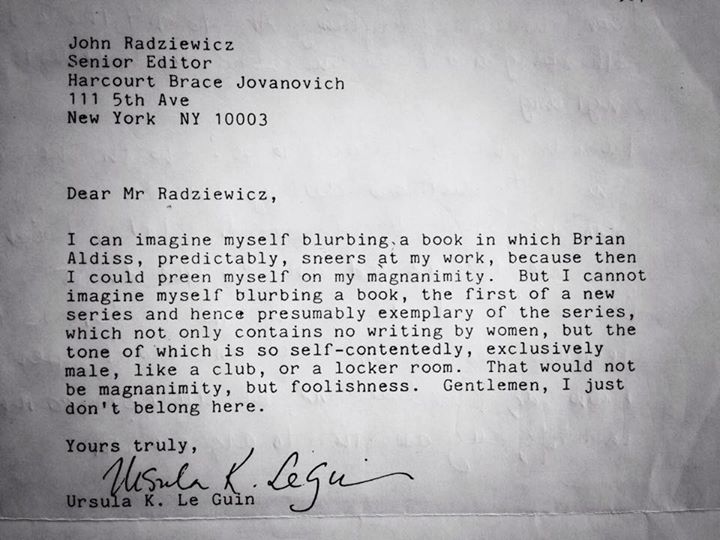 John Radziewicz
Senior Editor
Harcourt Brace Jovanovich
111 5th Ave
New York  NY 10003
Dear Mr Radziewicz,
I can imagine myself blurbing a book in which Brian
Aldiss, predictably, sneers at my work, because then
I could preen myself on my magnanimity.  But I cannot
imagine myself blurbing a book, the first of a new
series and hence presumably exemplary of the series,
which not only contains no writing by women, but the
tone of which is so self-contentedly, exclusively
male, like a club, or a locker room.  That would not
be magnanimity, but foolishness.  Gentlemen, I just
don't belong here.
Yours truly,
Ursula K. Le Guin
Ursula K. Le Guin